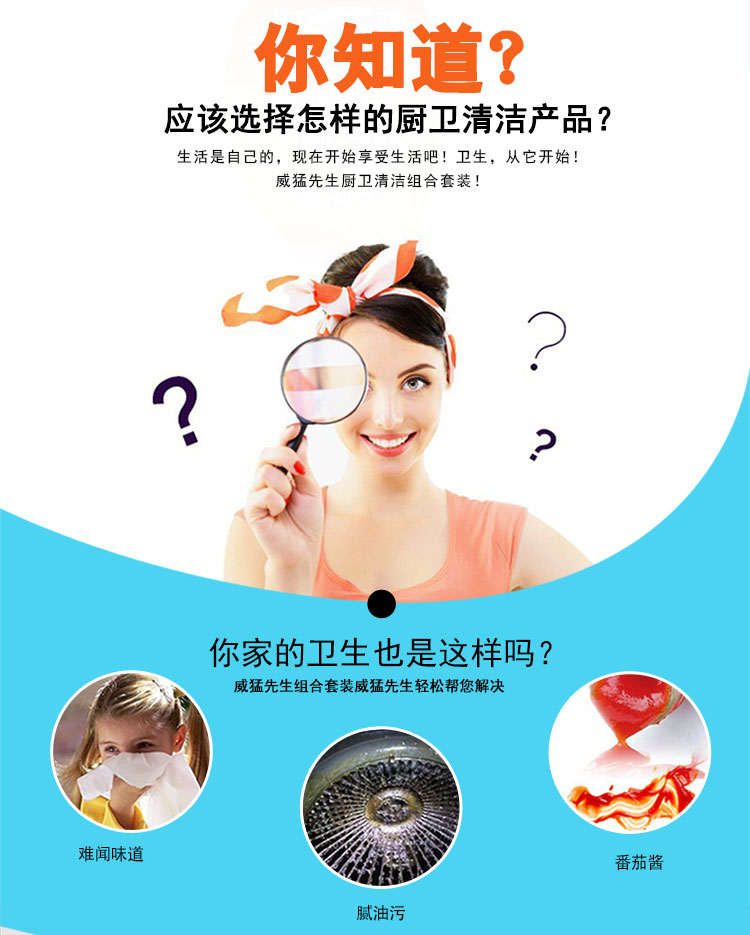 你知道？
应该选择怎样的厨卫清洁产品？
生活是自己的，现在开始享受生活吧！卫生，从它开始！
威猛先生厨卫清洁组合套装！
你家的卫生也是这样吗？
威猛先生组合套装威猛先生轻松帮您解决
难闻味道
腻油污
番茄酱